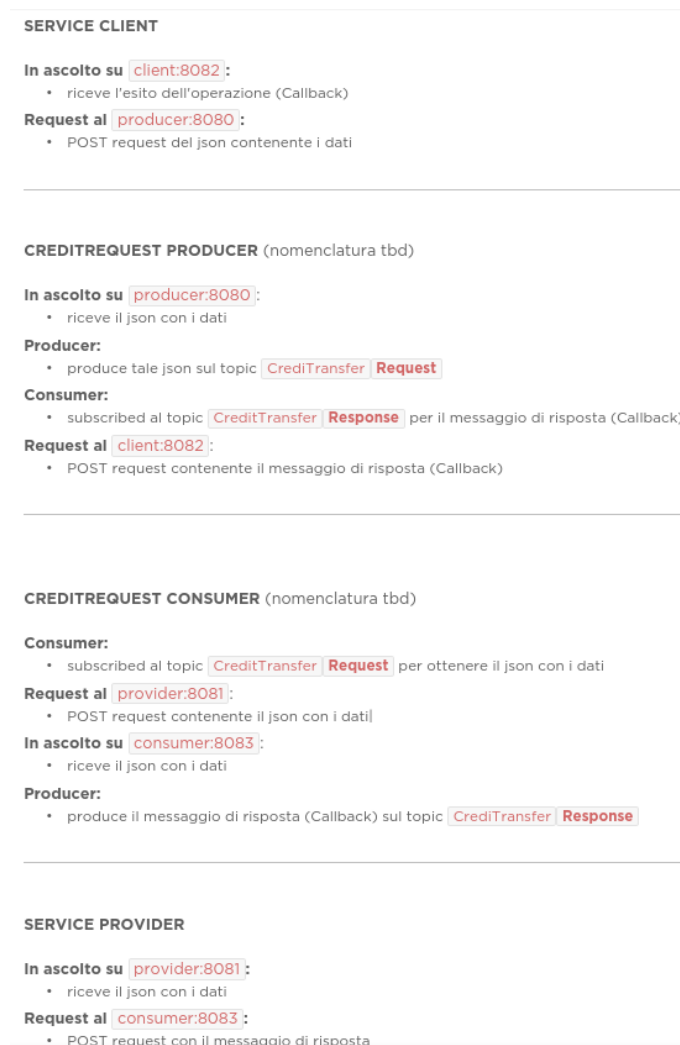 SERVICE CLIENT
In ascolto su client:8082 :
• riceve l'esito dell'operazione (Callback)
Request al producer:8080 :
• POST request del json contenente i dati
CREDITREQUEST PRODUCER (nomenclatura tbd)
In ascolto su producer:8080 :
• riceve il json con i dati
Producer:
• produce tale json sul topic CrediTransfer Request
Consumer:
• subscribed al topic CreditTransfer Response per il messaggio di risposta (Callback)
Request al client:8082 :
• POST request contenente il messaggio di risposta (Callback)
CREDITREQUEST CONSUMER (nomenclatura tbd)
Consumer:
• subscribed al topic CreditTransfer Request per ottenere il json con i dati
Request al provider:8081 :
• POST request contenente il json con i dati
In ascolto su consumer:8083 :
• riceve il json con i dati
Producer:
• produce il messaggio di risposta (Callback) sul topic CrediTransfer Response
SERVICE PROVIDER
In ascolto su provider:8081 :
• riceve il json con i dati
Request al consumer:8083 :
• POST request con il messaggio di risposta